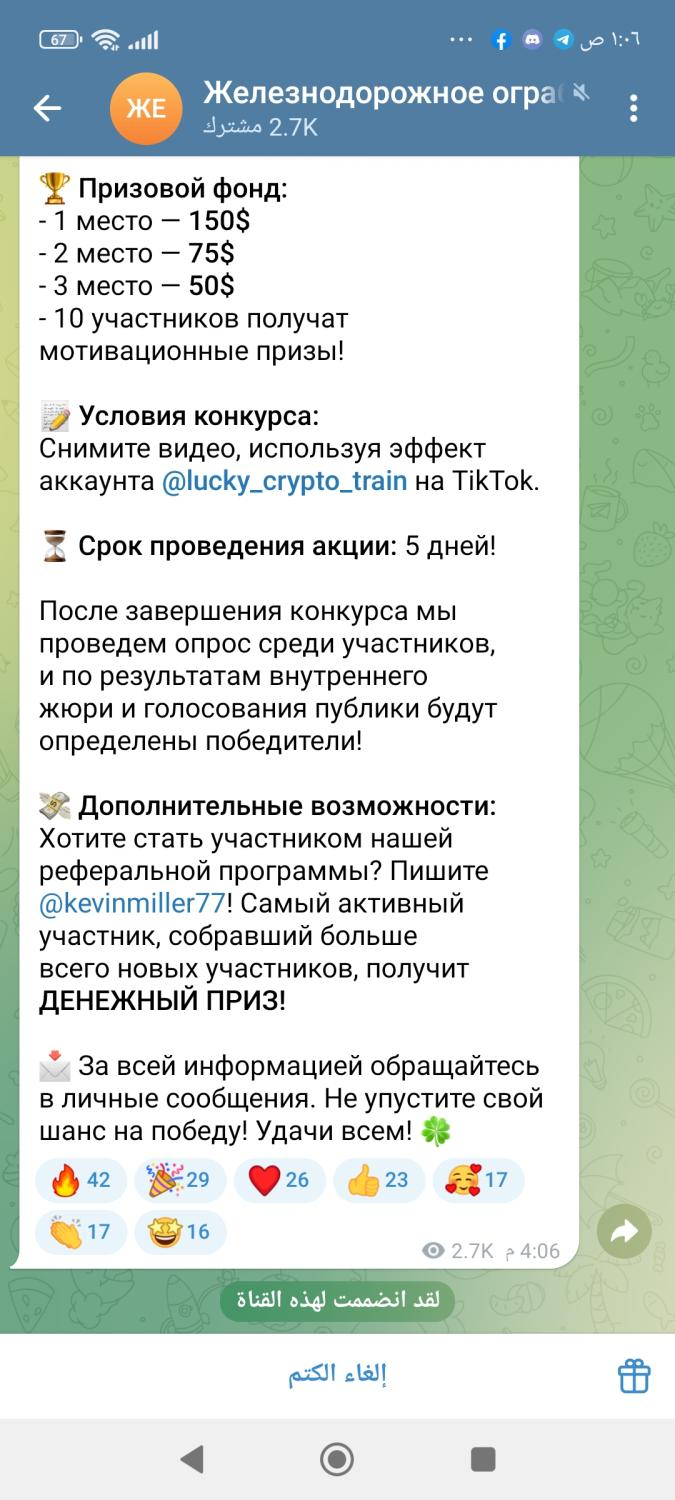 67
١:٠٦ ص
ЖЕ
Железнодорожное огра
2.7K مشترك
🏆 Призовой фонд:
- 1 место — 150$
- 2 место — 75$
- 3 место — 50$
- 10 участников получат
мотивационные призы!
📝 Условия конкурса:
Снимите видео, используя эффект
аккаунта @lucky_crypto_train на TikTok.
⏳ Срок проведения акции: 5 дней!
После завершения конкурса мы
проведем опрос среди участников,
и по результатам внутреннего
жюри и голосования публики будут
определены победители!
💸 Дополнительные возможности:
Хотите стать участником нашей
реферальной программы? Пишите
@kevinmiller77! Самый активный
участник, собравший больше
всего новых участников, получит
ДЕНЕЖНЫЙ ПРИЗ!
📩 За всей информацией обращайтесь
в личные сообщения. Не упустите свой
шанс на победу! Удачи всем! 🍀
🔥 42 🎉 29 ❤️ 26 👍 23 🥰 17
👏 17 🤩 16
2.7K 4:06 م
لقد انضممت لهذه القناة
إلغاء الكتم